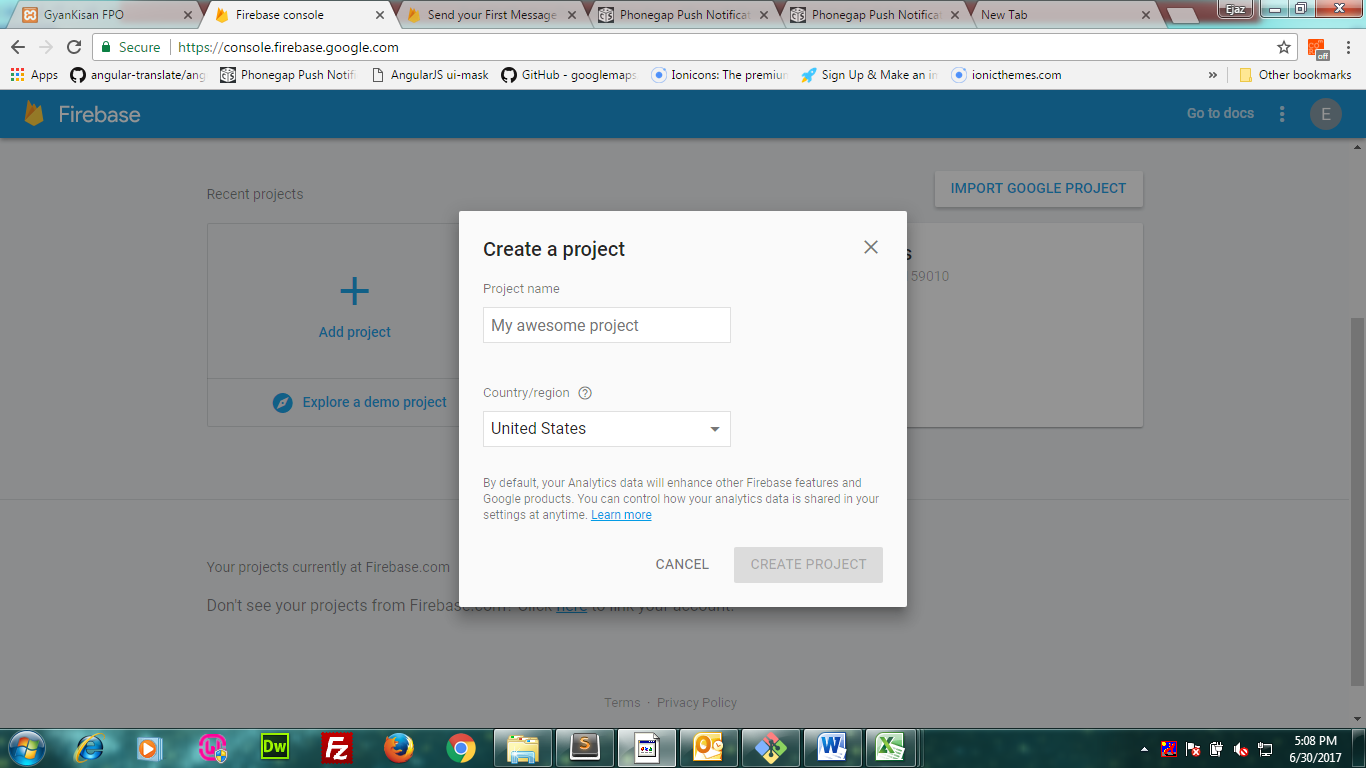 GyanKisan FPO
Firebase console
Send your First Message
Phonegap Push Notificat
Phonegap Push Notificat
New Tab
Ejaz
Secure
https://console.firebase.google.com
off
Apps
angular-translate/ang
Phonegap Push Notifi
AngularJS ui-mask
GitHub - googlemaps
Ionicons: The premium
Sign Up & Make an in
ionicthemes.com
»
Other bookmarks
Firebase
Go to docs
E
Recent projects
IMPORT GOOGLE PROJECT
Create a project
s
59010
Project name
My awesome project
Add project
Country/region ?
Explore a demo project
United States
By default, your Analytics data will enhance other Firebase features and
Google products. You can control how your analytics data is shared in your
settings at anytime. Learn more
CANCEL
CREATE PROJECT
Your projects currently at Firebase.com
Don't see your projects from Firebase.com? Click here to link your account.
Terms · Privacy Policy
Dw
Fz
S
W
X
5:08 PM
6/30/2017